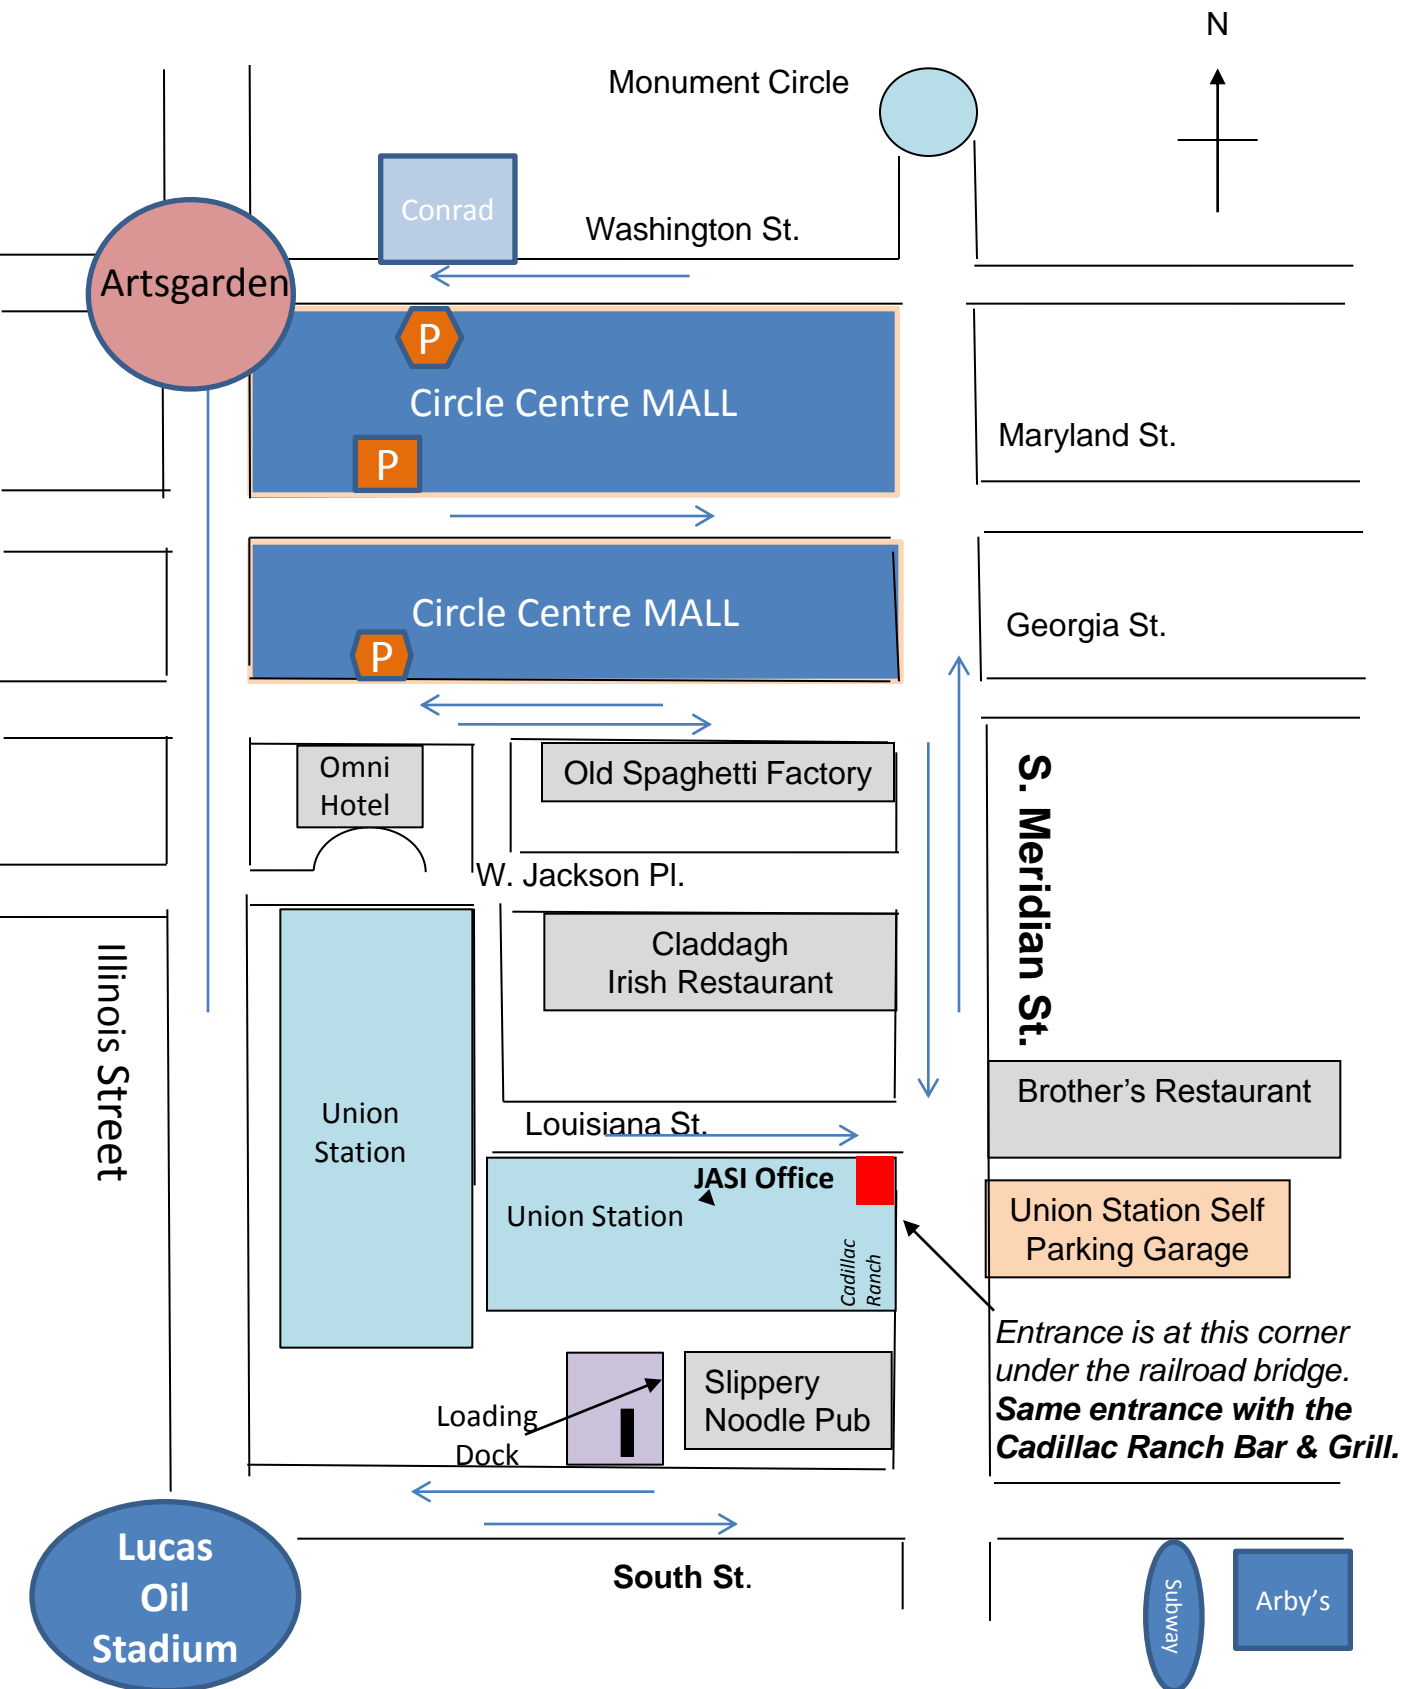 N
Monument Circle
Conrad
Washington St.
Artsgarden
P
Circle Centre MALL
Maryland St.
P
Circle Centre MALL
Georgia St.
P
Omni
Hotel
Old Spaghetti Factory
S. Meridian St.
W. Jackson Pl.
Claddagh
Irish Restaurant
Illinois Street
Brother’s Restaurant
Union
Station
Louisiana St.
JASI Office
Union Station
Cadillac
Ranch
Union Station Self
Parking Garage
Entrance is at this corner
under the railroad bridge.
Same entrance with the
Cadillac Ranch Bar & Grill.
Slippery
Noodle Pub
Loading
Dock
Lucas
Oil
Stadium
South St.
Subway
Arby’s